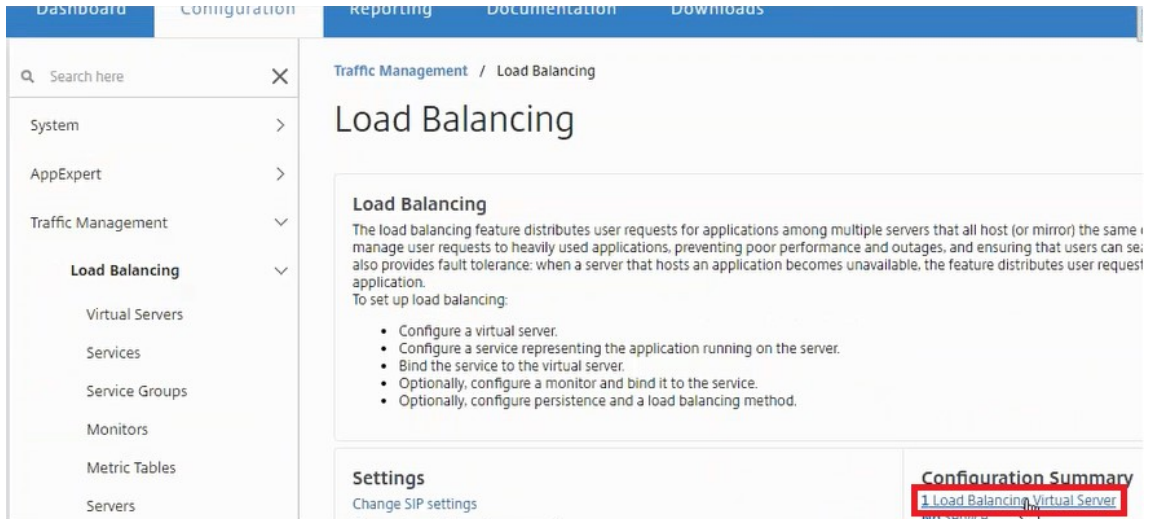 Dashboard Configuration Reporting Documentation Downloads
Search here
System
AppExpert
Traffic Management
Load Balancing
Virtual Servers
Services
Service Groups
Monitors
Metric Tables
Servers
Traffic Management / Load Balancing
Load Balancing
Load Balancing
The load balancing feature distributes user requests for applications among multiple servers that all host (or mirror) the same
manage user requests to heavily used applications, preventing poor performance and outages, and ensuring that users can
also provides fault tolerance: when a server that hosts an application becomes unavailable, the feature distributes user
application.
To set up load balancing:
• Configure a virtual server.
• Configure a service representing the application running on the server.
• Bind the service to the virtual server.
• Optionally, configure a monitor and bind it to the service.
• Optionally, configure persistence and a load balancing method.
Settings
Change SIP settings
Configuration Summary
1 Load Balancing Virtual Server